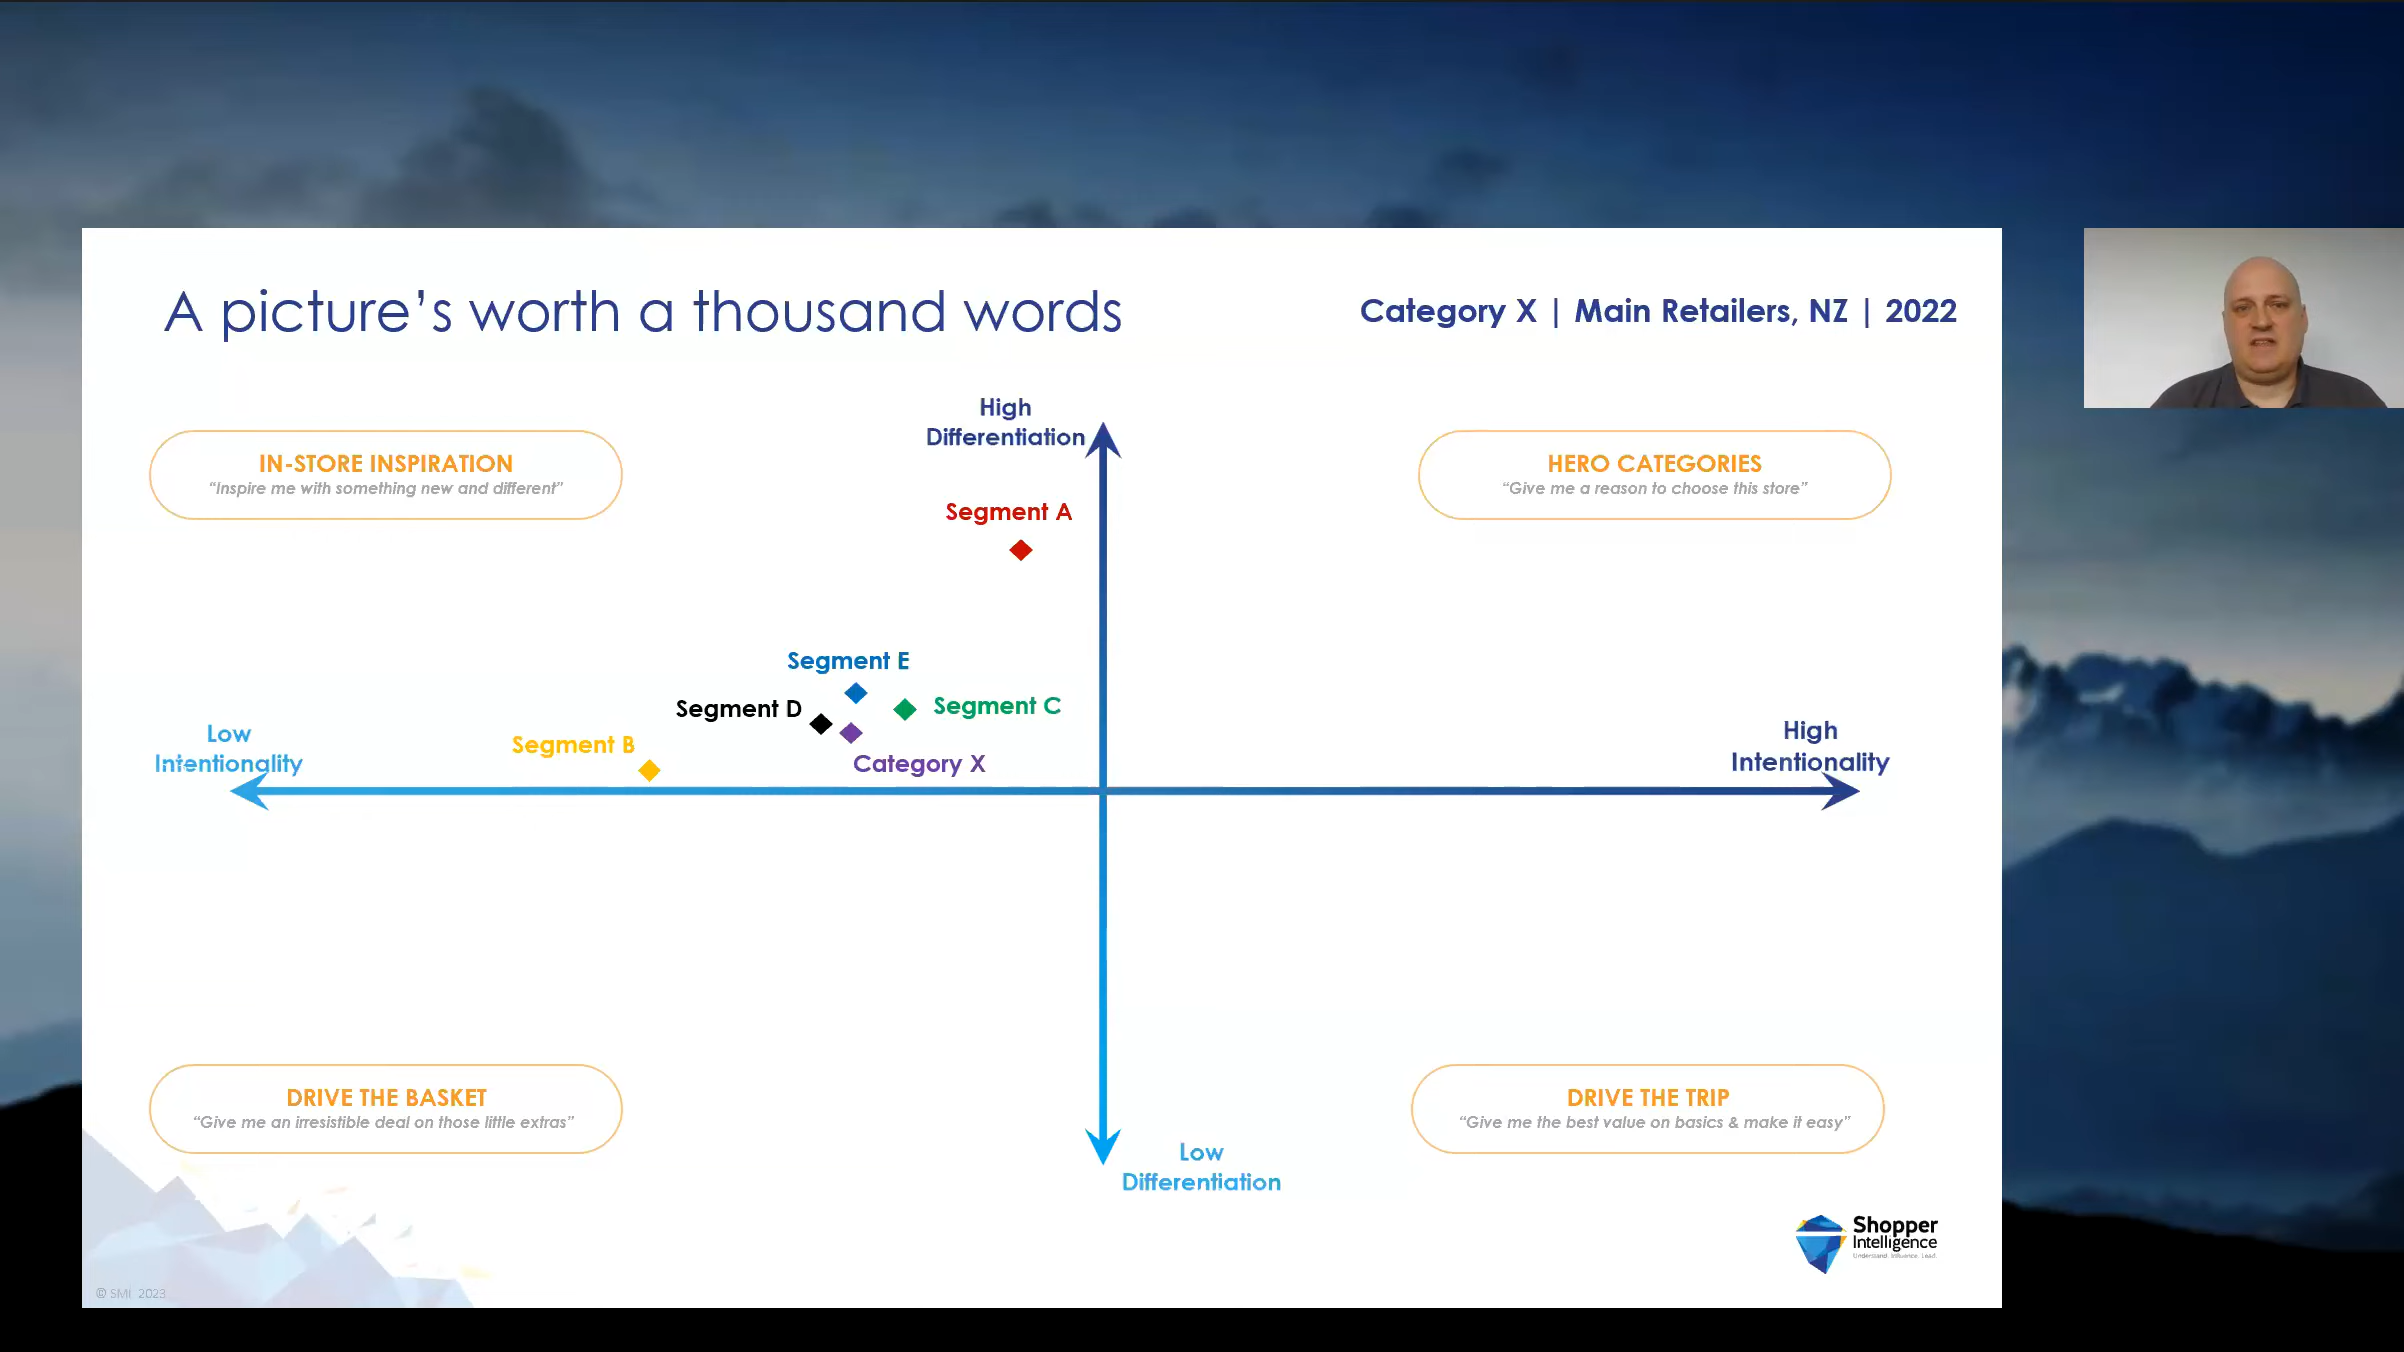 A picture’s worth a thousand words
Category X | Main Retailers, NZ | 2022
High
Differentiation
IN-STORE INSPIRATION
“Inspire me with something new and different”
HERO CATEGORIES
“Give me a reason to choose this store”
Segment A
Segment E
Segment D
Segment C
Segment B
Category X
Low
Intentionality
High
Intentionality
DRIVE THE BASKET
“Give me an irresistible deal on those little extras”
DRIVE THE TRIP
“Give me the best value on basics & make it easy”
Low
Differentiation
Shopper
Intelligence
Understand. Influence. Lead.
© SMI 2023